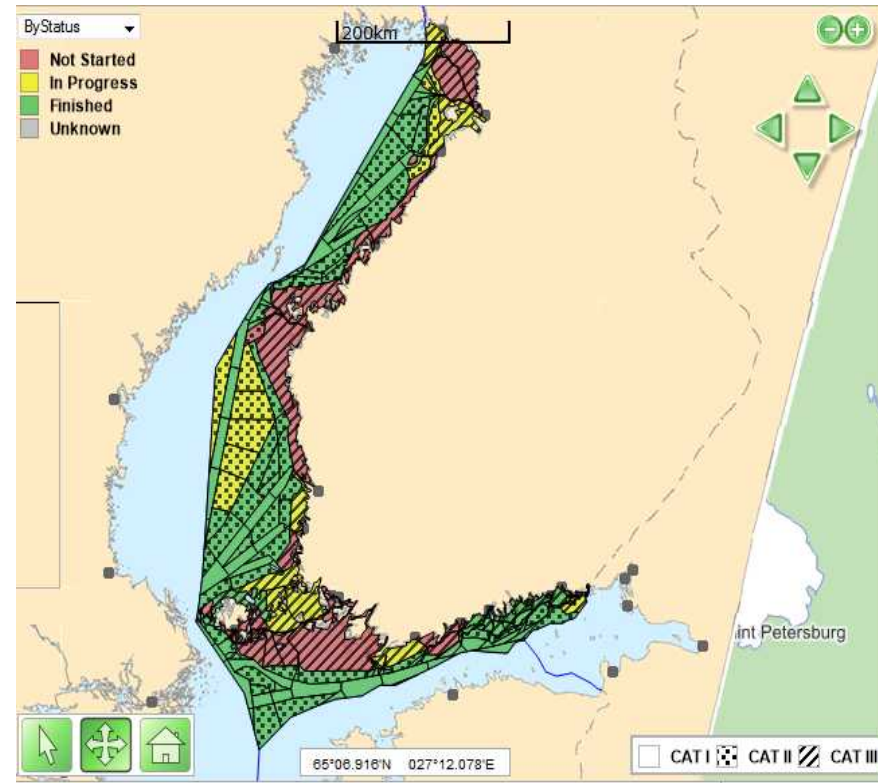 ByStatus
200km
Not Started
In Progress
Finished
Unknown
int Petersburg
65°06.916'N 027°12.078'E
CAT I CAT II CAT III